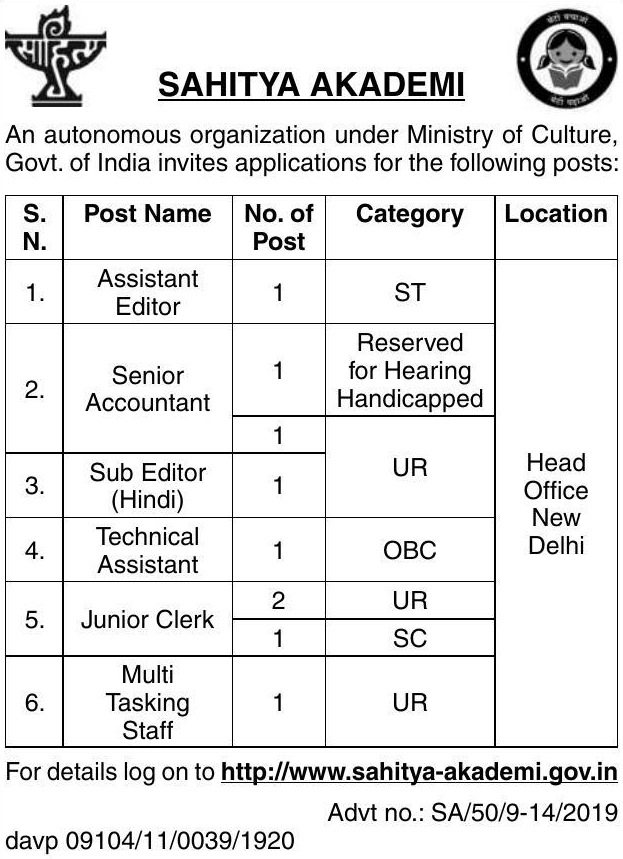 साहित्य
बेटी बचाओ
बेटी पढ़ाओ
SAHITYA AKADEMI
An autonomous organization under Ministry of Culture,
Govt. of India invites applications for the following posts:
S. N. Post Name No. of Post Category Location
1. Assistant Editor 1 ST
2. Senior Accountant 1 Reserved for Hearing Handicapped
1 UR
3. Sub Editor (Hindi) 1
4. Technical Assistant 1 OBC
5. Junior Clerk 2 UR
1 SC
6. Multi Tasking Staff 1 UR
Head Office New Delhi
For details log on to http://www.sahitya-akademi.gov.in
Advt no.: SA/50/9-14/2019
davp 09104/11/0039/1920